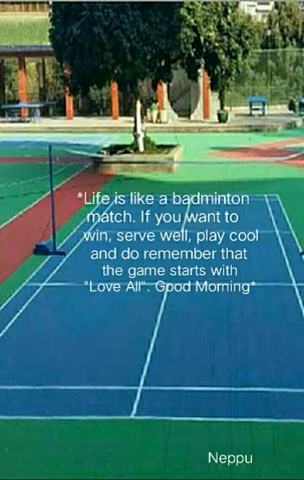 *Life is like a badminton
match. If you want to
win, serve well, play cool
and do remember that
the game starts with
"Love All". Good Morning*
Neppu